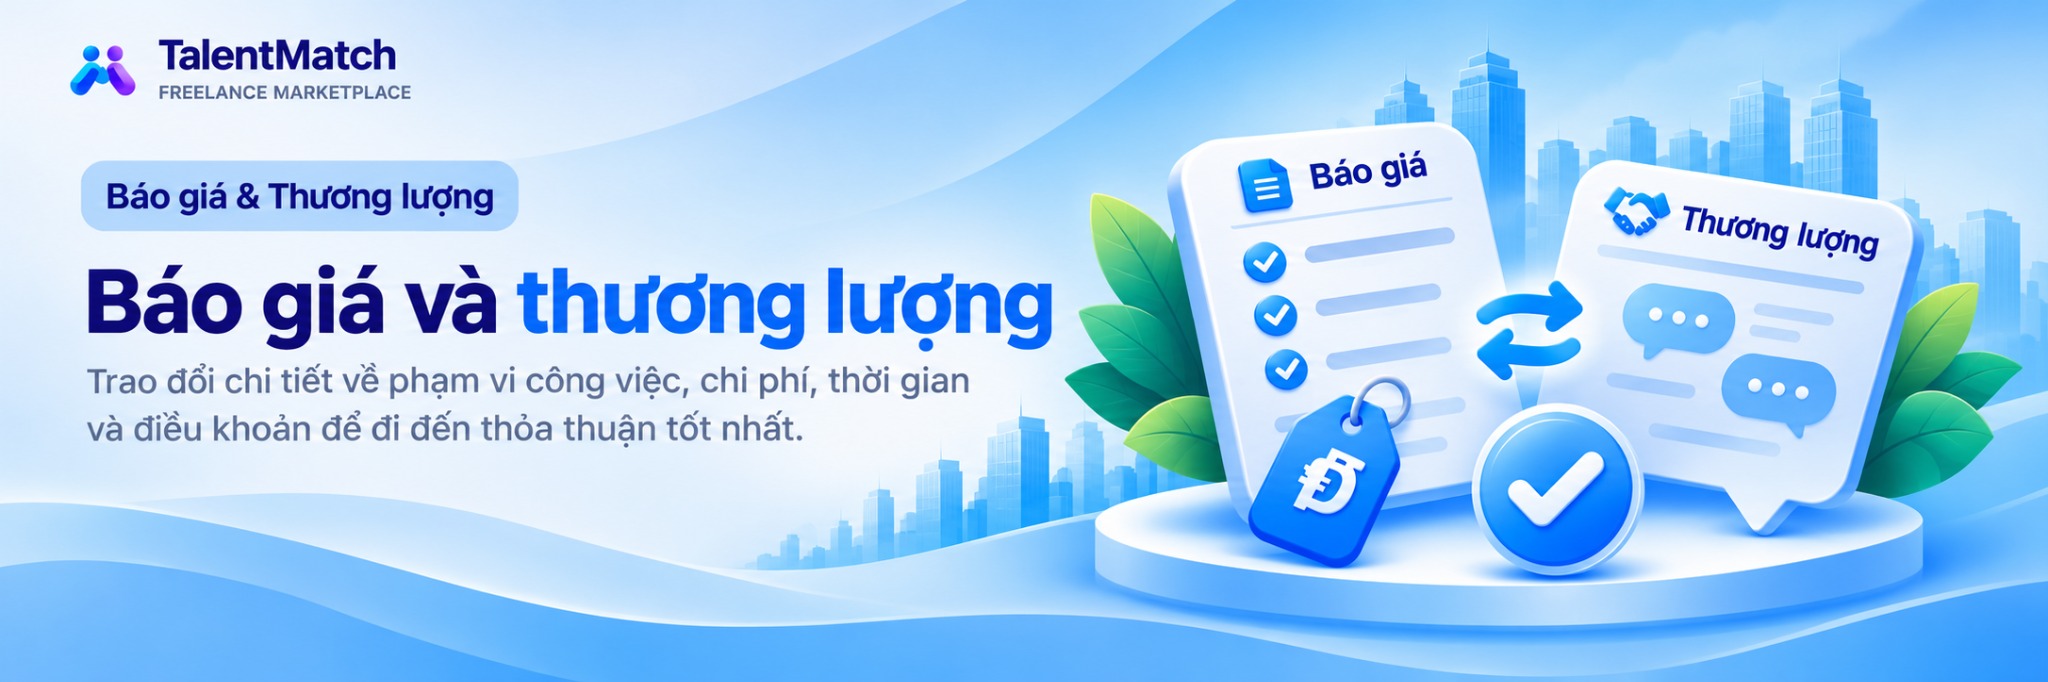 TalentMatch
FREELANCE MARKETPLACE
Báo giá & Thương lượng
Báo giá và thương lượng
Trao đổi chi tiết về phạm vi công việc, chi phí, thời gian
và điều khoản để đi đến thỏa thuận tốt nhất.
Báo giá
Thương lượng